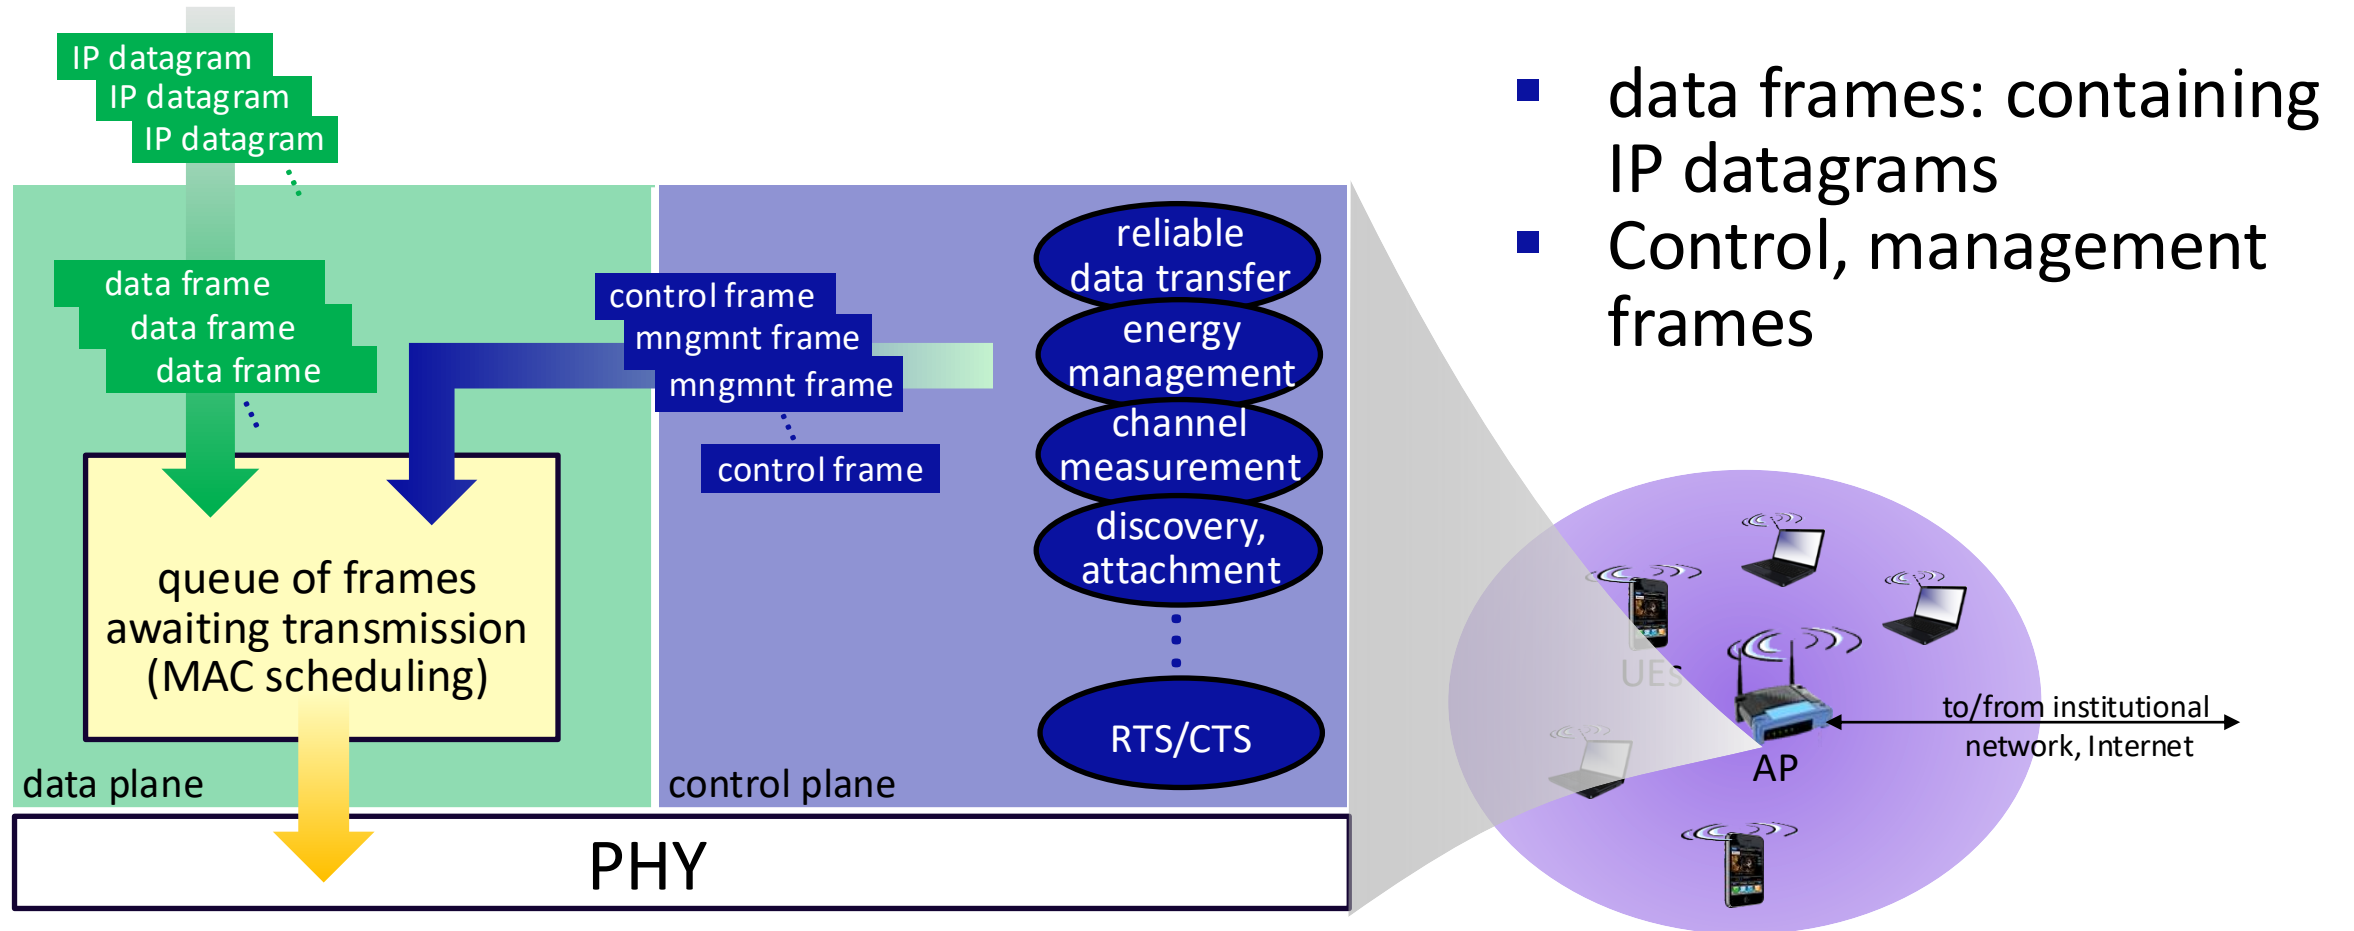 IP datagram
IP datagram
IP datagram
data frame
data frame
data frame
queue of frames
awaiting transmission
(MAC scheduling)
data plane
control frame
mngmnt frame
mngmnt frame
control frame
control plane
reliable
data transfer
energy
management
channel
measurement
discovery,
attachment
RTS/CTS
PHY
data frames: containing
IP datagrams
Control, management
frames
UEs
AP
to/from institutional
network, Internet